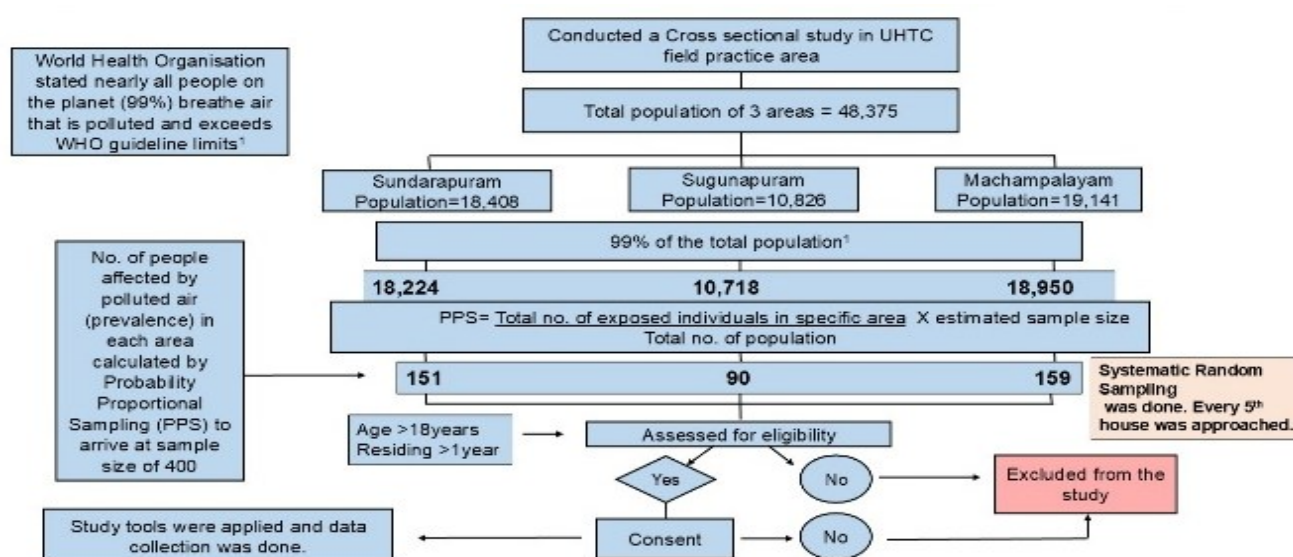 Conducted a Cross sectional study in UHTC
field practice area
World Health Organisation
stated nearly all people on
the planet (99%) breathe air
that is polluted and exceeds
WHO guideline limits¹
Total population of 3 areas = 48,375
Sundarapuram
Population=18,408
Sugunapuram
Population=10,826
Machampalayam
Population=19,141
99% of the total population¹
18,224 10,718 18,950
No. of people
affected by
polluted air
(prevalence) in
each area
calculated by
Probability
Proportional
Sampling (PPS) to
arrive at sample
size of 400
PPS= Total no. of exposed individuals in specific area X estimated sample size
Total no. of population
151 90 159
Systematic Random
Sampling
was done. Every 5th
house was approached.
Age >18years
Residing >1year
Assessed for eligibility
Yes
No
Excluded from the
study
Study tools were applied and data
collection was done.
Consent
No